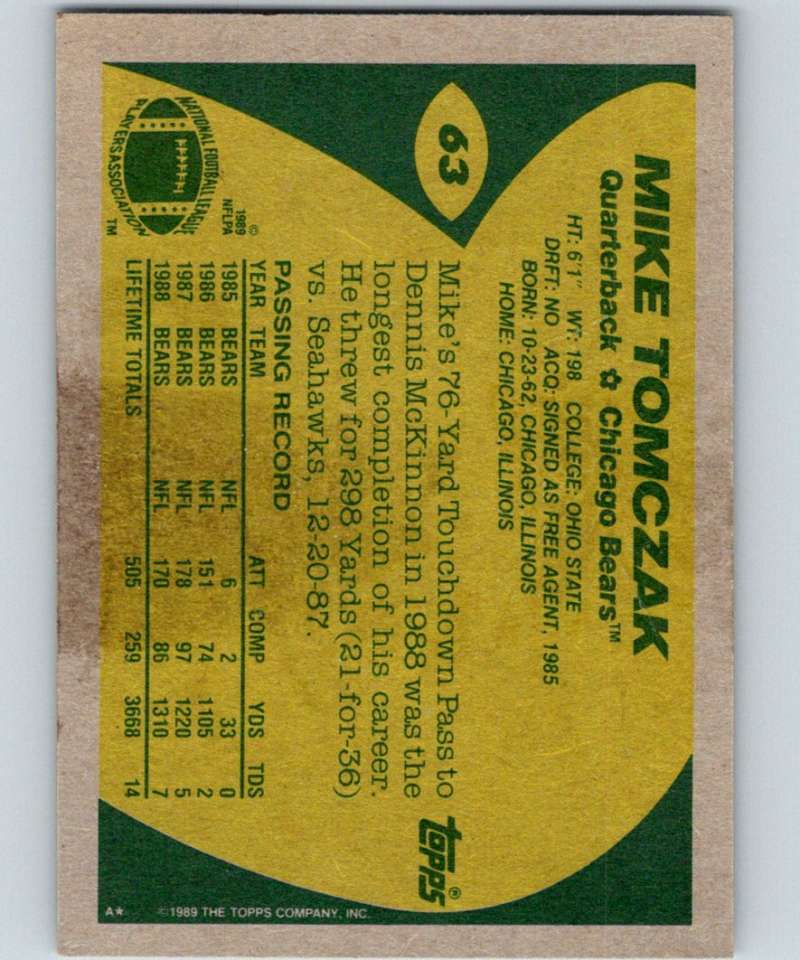 63
MIKE TOMCZAK
Quarterback ☆ Chicago Bears™
HT: 6'1" WT: 198 COLLEGE: OHIO STATE
DRFT: NO ACQ: SIGNED AS FREE AGENT, 1985
BORN: 10-23-62, CHICAGO, ILLINOIS
HOME: CHICAGO, ILLINOIS
Mike's 76-Yard Touchdown Pass to
Dennis McKinnon in 1988 was the
longest completion of his career.
He threw for 298 Yards (21-for-36)
vs. Seahawks, 12-20-87.
PASSING RECORD
YEAR TEAM ATT COMP YDS TDS
1985 BEARS NFL 6 2 33 0
1986 BEARS NFL 151 74 1105 2
1987 BEARS NFL 178 97 1220 5
1988 BEARS NFL 170 86 1310 7
LIFETIME TOTALS 505 259 3668 14
NATIONAL FOOTBALL LEAGUE
PLAYERS ASSOCIATION
TM
©
1989
NFLPA
topps®
A★ ©1989 THE TOPPS COMPANY, INC.